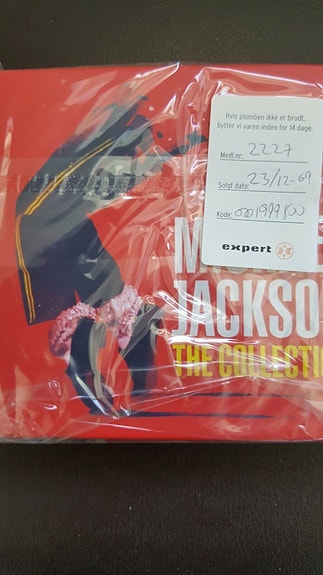 Hvis plomben ikke er brudt,
bytter vi varen inden for 14 dage.
Medl.nr.: 2227
Solgt dato: 23/12-09
Kode:
expert
JACKSO
THE COLLECTI